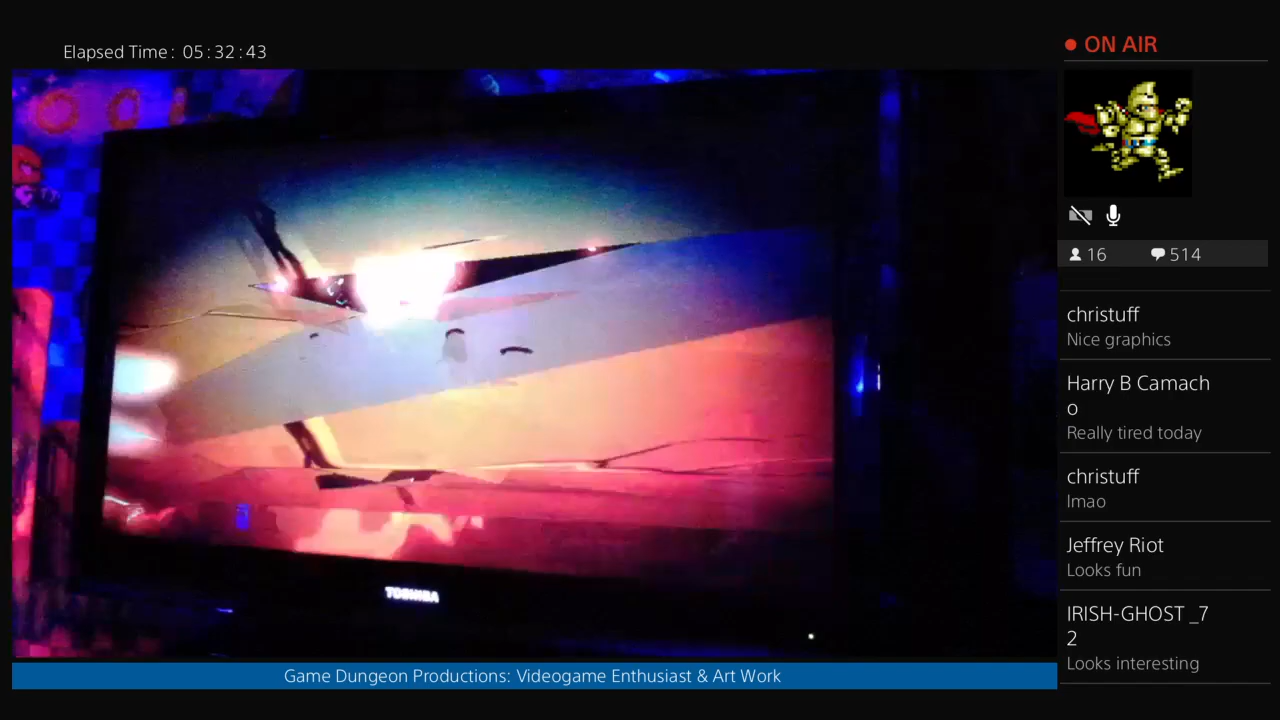 Elapsed Time: 05:32:43
ON AIR
16 514
christuff
Nice graphics
Harry B Camach
o
Really tired today
christuff
lmao
Jeffrey Riot
Looks fun
IRISH-GHOST _7
2
Looks interesting
TOSHIBA
Game Dungeon Productions: Videogame Enthusiast & Art Work